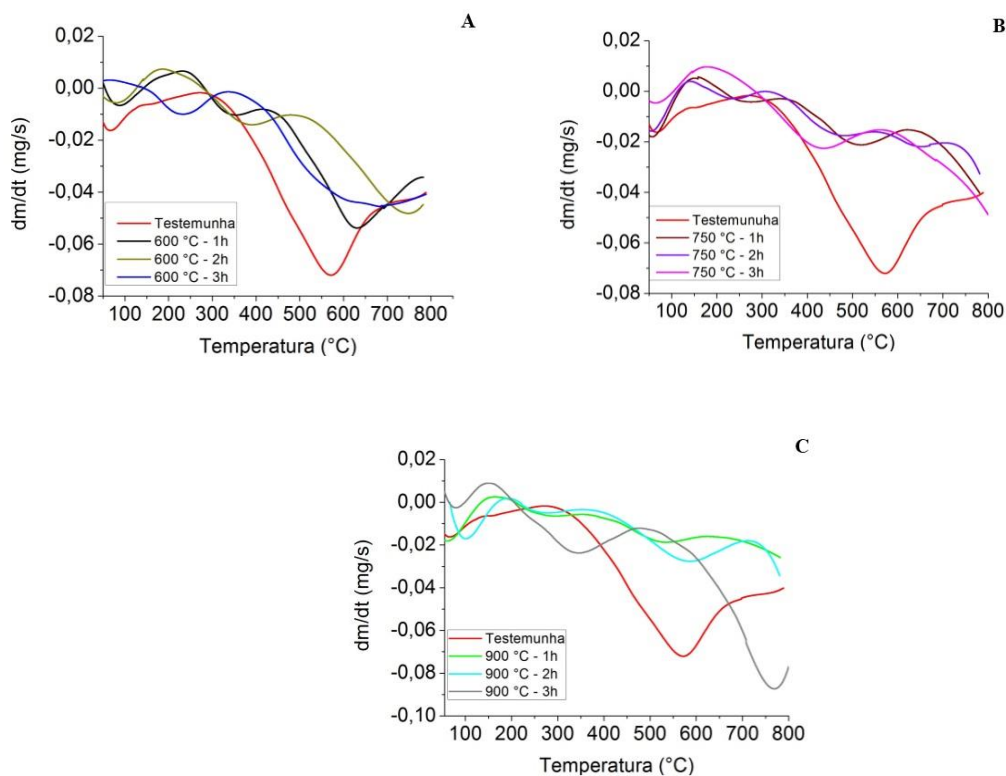 A
0,02
0,00
-0,02
-0,04
-0,06
-0,08
dm/dt (mg/s)
Testemunha
600 °C - 1h
600 °C - 2h
600 °C - 3h
100 200 300 400 500 600 700 800
Temperatura (°C)
B
0,02
0,00
-0,02
-0,04
-0,06
-0,08
dm/dt (mg/s)
Testemunuha
750 °C - 1h
750 °C - 2h
750 °C - 3h
100 200 300 400 500 600 700 800
Temperatura (°C)
C
0,02
0,00
-0,02
-0,04
-0,06
-0,08
-0,10
dm/dt (mg/s)
Testemunha
900 °C - 1h
900 °C - 2h
900 °C - 3h
100 200 300 400 500 600 700 800
Temperatura (°C)